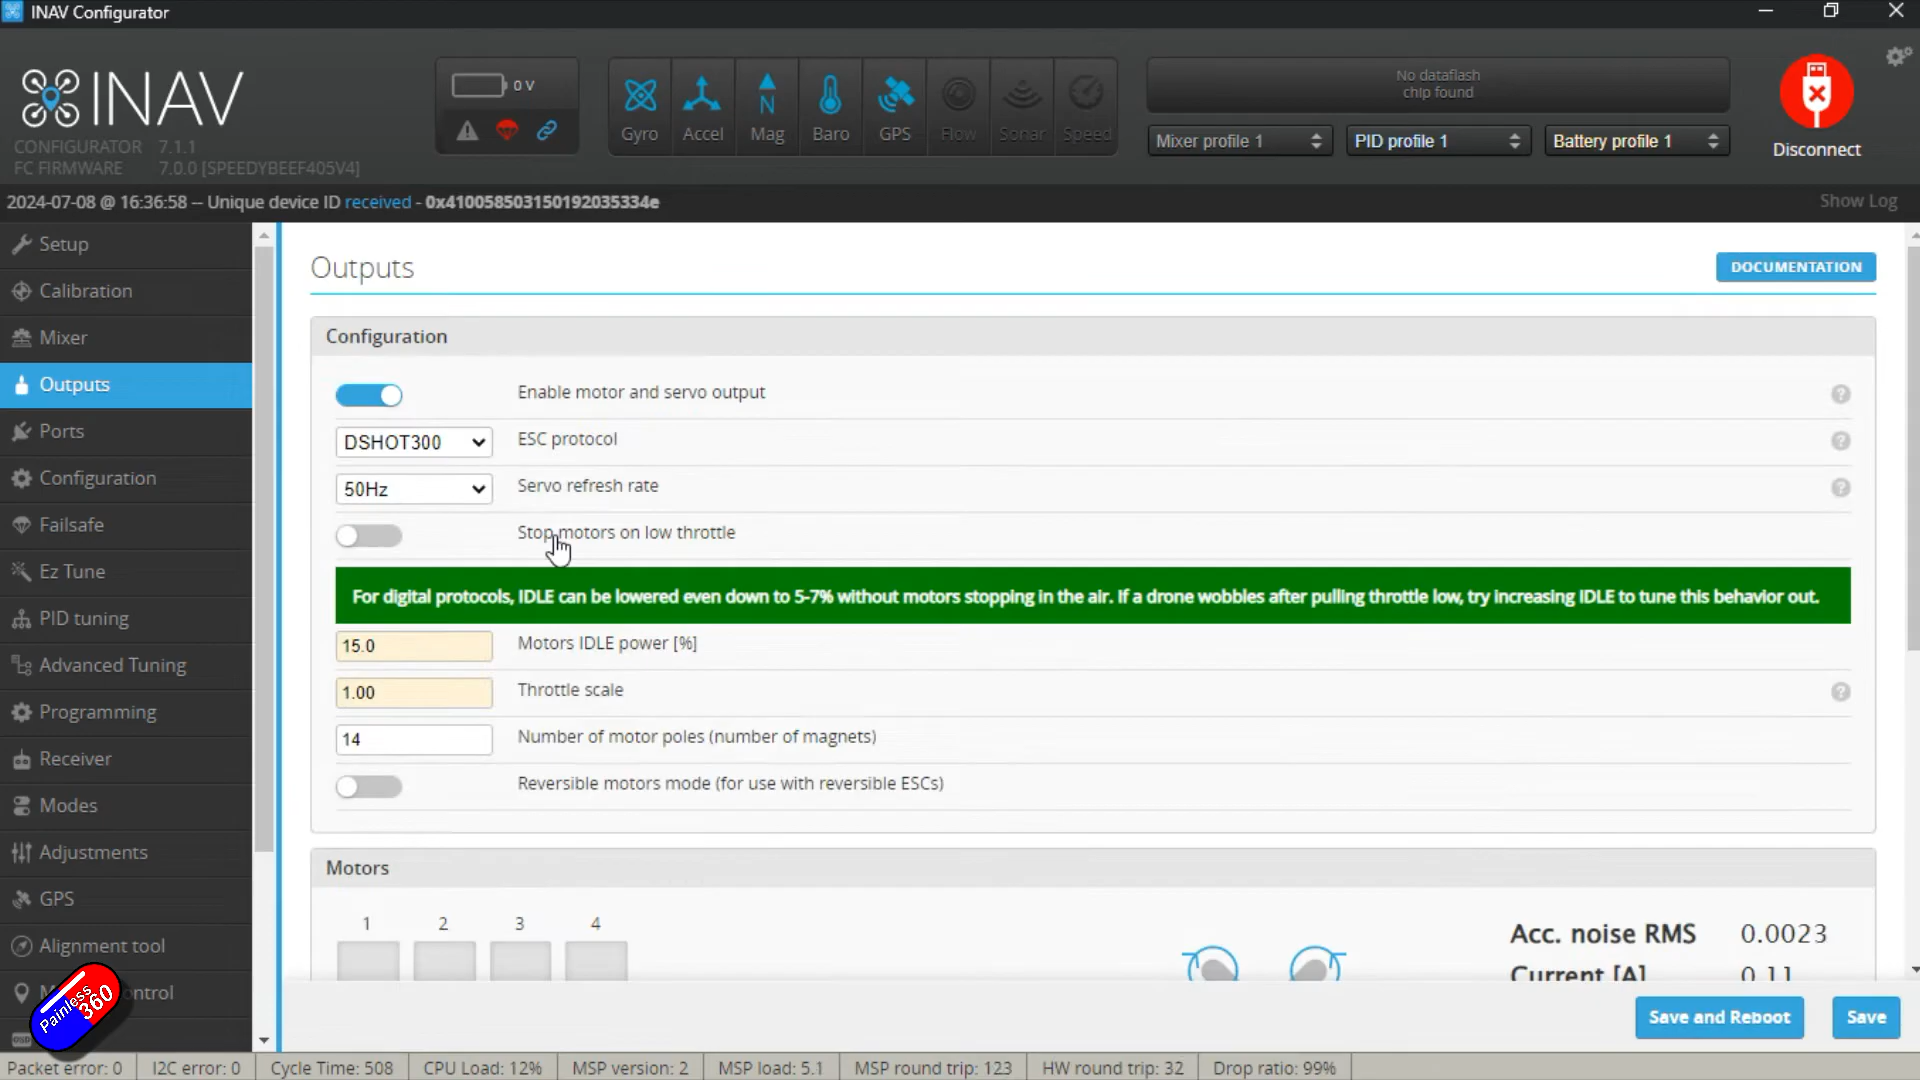 INAV Configurator
INAV
CONFIGURATOR 7.1.1
FC FIRMWARE 7.0.0 [SPEEDYBEEF405V4]
0 V
Gyro
Accel
Mag
Baro
GPS
Flow
Sonar
Speed
No dataflash
chip found
Mixer profile 1
PID profile 1
Battery profile 1
Disconnect
2024-07-08 @ 16:36:58 -- Unique device ID received - 0x410058503150192035334e
Show Log
Setup
Calibration
Mixer
Outputs
Ports
Configuration
Failsafe
Ez Tune
PID tuning
Advanced Tuning
Programming
Receiver
Modes
Adjustments
GPS
Alignment tool
ontrol
Painless
360
Outputs
DOCUMENTATION
Configuration
Enable motor and servo output
DSHOT300 ESC protocol
50Hz Servo refresh rate
Stop motors on low throttle
For digital protocols, IDLE can be lowered even down to 5-7% without motors stopping in the air. If a drone wobbles after pulling throttle low, try increasing IDLE to tune this behavior out.
15.0 Motors IDLE power [%]
1.00 Throttle scale
14 Number of motor poles (number of magnets)
Reversible motors mode (for use with reversible ESCs)
Motors
1 2 3 4
Acc. noise RMS 0.0023
Current [A] 0.11
Save and Reboot
Save
Packet error: 0
I2C error: 0
Cycle Time: 508
CPU Load: 12%
MSP version: 2
MSP load: 5.1
MSP round trip: 123
HW round trip: 32
Drop ratio: 99%